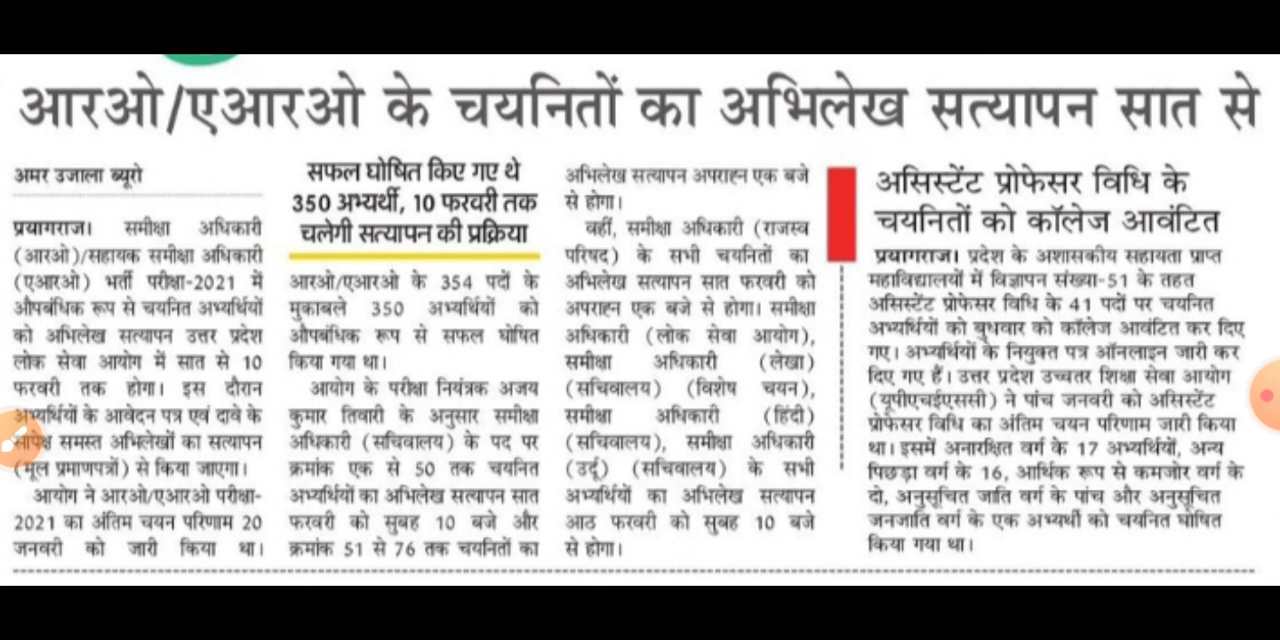 आरओ/एआरओ के चयनितों का अभिलेख सत्यापन सात से
अमर उजाला ब्यूरो
प्रयागराज। समीक्षा अधिकारी
(आरओ)/सहायक समीक्षा अधिकारी
(एआरओ) भर्ती परीक्षा-2021 में
औपबंधिक रूप से चयनित अभ्यर्थियों
को अभिलेख सत्यापन उत्तर प्रदेश
लोक सेवा आयोग में सात से 10
फरवरी तक होगा। इस दौरान
अभ्यर्थियों के आवेदन पत्र एवं दावे के
सापेक्ष समस्त अभिलेखों का सत्यापन
(मूल प्रमाणपत्रों) से किया जाएगा।
आयोग ने आरओ/एआरओ परीक्षा-
2021 का अंतिम चयन परिणाम 20
जनवरी को जारी किया था।
सफल घोषित किए गए थे
350 अभ्यर्थी, 10 फरवरी तक
चलेगी सत्यापन की प्रक्रिया
आरओ/एआरओ के 354 पदों के
मुकाबले 350 अभ्यर्थियों को
औपबंधिक रूप से सफल घोषित
किया गया था।
आयोग के परीक्षा नियंत्रक अजय
कुमार तिवारी के अनुसार समीक्षा
अधिकारी (सचिवालय) के पद पर
क्रमांक एक से 50 तक चयनित
अभ्यर्थियों का अभिलेख सत्यापन सात
फरवरी को सुबह 10 बजे और
क्रमांक 51 से 76 तक चयनितों का
अभिलेख सत्यापन अपराह्न एक बजे
से होगा।
वहीं, समीक्षा अधिकारी (राजस्व
परिषद) के सभी चयनितों का
अभिलेख सत्यापन सात फरवरी को
अपराह्न एक बजे से होगा। समीक्षा
अधिकारी (लोक सेवा आयोग),
समीक्षा अधिकारी (लेखा)
(सचिवालय) (विशेष चयन),
समीक्षा अधिकारी (हिंदी)
(सचिवालय), समीक्षा अधिकारी
(उर्दू) (सचिवालय) के सभी
अभ्यर्थियों का अभिलेख सत्यापन
आठ फरवरी को सुबह 10 बजे
से होगा।
असिस्टेंट प्रोफेसर विधि के
चयनितों को कॉलेज आवंटित
प्रयागराज। प्रदेश के अशासकीय सहायता प्राप्त
महाविद्यालयों में विज्ञापन संख्या-51 के तहत
असिस्टेंट प्रोफेसर विधि के 41 पदों पर चयनित
अभ्यर्थियों को बुधवार को कॉलेज आवंटित कर दिए
गए। अभ्यर्थियों के नियुक्त पत्र ऑनलाइन जारी कर
दिए गए हैं। उत्तर प्रदेश उच्चतर शिक्षा सेवा आयोग
(यूपीएचईएससी) ने पांच जनवरी को असिस्टेंट
प्रोफेसर विधि का अंतिम चयन परिणाम जारी किया
था। इसमें अनारक्षित वर्ग के 17 अभ्यर्थियों, अन्य
पिछड़ा वर्ग के 16, आर्थिक रूप से कमजोर वर्ग के
दो, अनुसूचित जाति वर्ग के पांच और अनुसूचित
जनजाति वर्ग के एक अभ्यर्थी को चयनित घोषित
किया गया था।